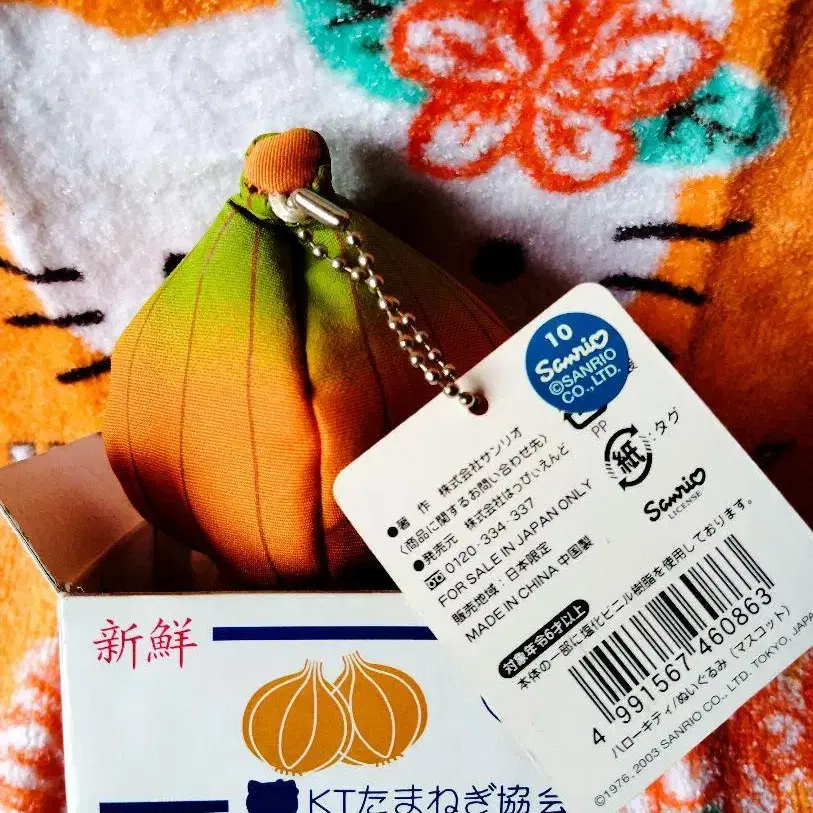 10
Sanrio
©SANRIO
CO., LTD.
PP
紙
:タグ
Sanrio
LICENSE
●著 作 株式会社サンリオ
〈商品に関するお問い合わせ先〉
●発売元 株式会社はっぴぃえんど
0120-334-337
FOR SALE IN JAPAN ONLY
販売地域:日本限定
MADE IN CHINA 中国製
対象年令6才以上
本体の一部に塩化ビニル樹脂を使用しております。
4 991567 460863
ハローキティ/ぬいぐるみ(マスコット)
©1976, 2003 SANRIO CO., LTD. TOKYO, JAPA
新鮮
KTたまねぎ協会